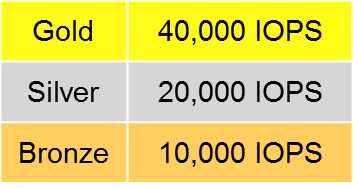 Gold 40,000 IOPS
Silver 20,000 IOPS
Bronze 10,000 IOPS